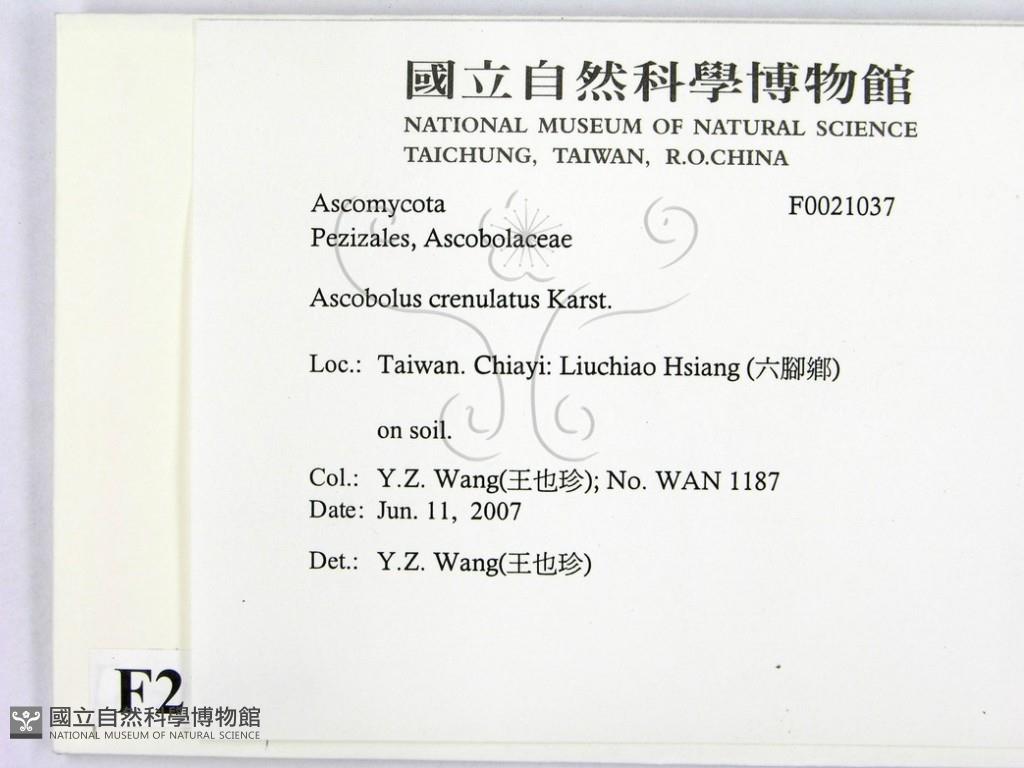 國立自然科學博物館
NATIONAL MUSEUM OF NATURAL SCIENCE
TAICHUNG, TAIWAN, R.O.CHINA
Ascomycota F0021037
Pezizales, Ascobolaceae
Ascobolus crenulatus Karst.
Loc.: Taiwan. Chiayi: Liuchiao Hsiang (六腳鄉)
on soil.
Col.: Y.Z. Wang(王也珍); No. WAN 1187
Date: Jun. 11, 2007
Det.: Y.Z. Wang(王也珍)
F2
國立自然科學博物館
NATIONAL MUSEUM OF NATURAL SCIENCE